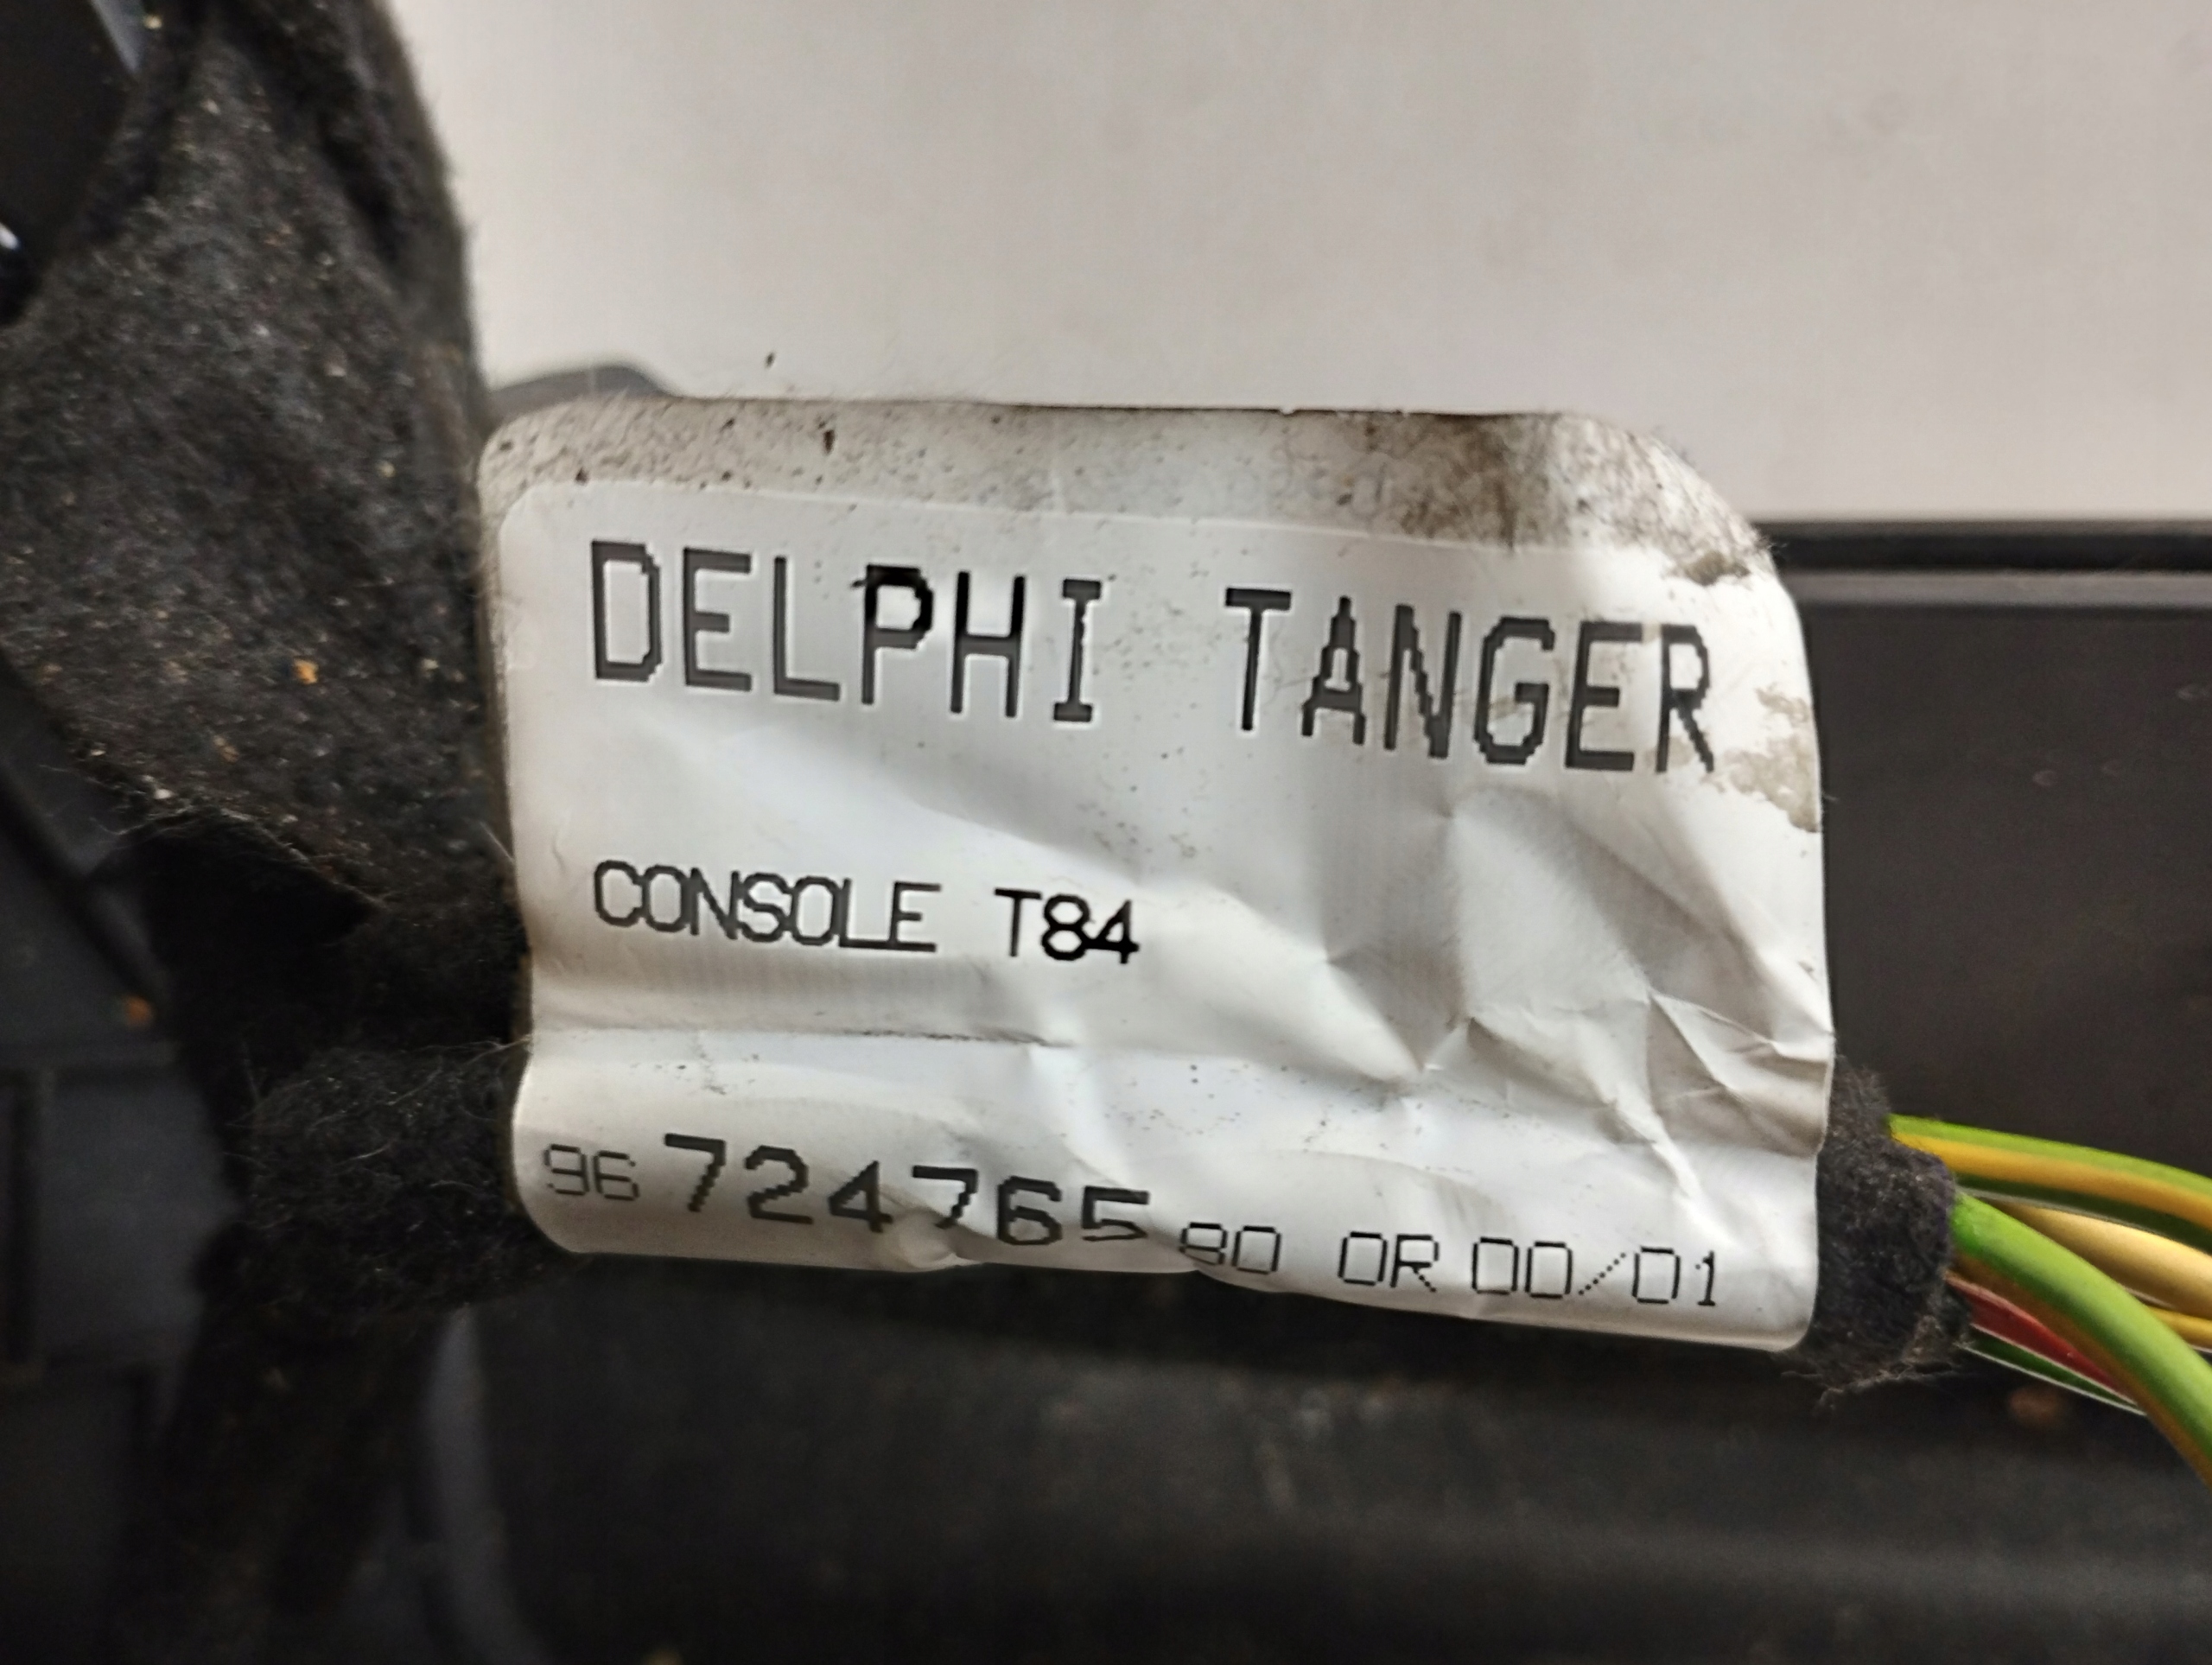 DELPHI TANGER
CONSOLE T84
96 724765 80 OR 00/01